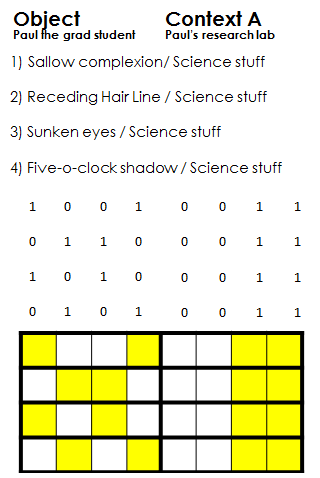 Object Context A
Paul the grad student Paul's research lab
1) Sallow complexion/ Science stuff
2) Receding Hair Line / Science stuff
3) Sunken eyes / Science stuff
4) Five-o-clock shadow / Science stuff
1 0 0 1 0 0 1 1
0 1 1 0 0 0 1 1
1 0 1 0 0 0 1 1
0 1 0 1 0 0 1 1